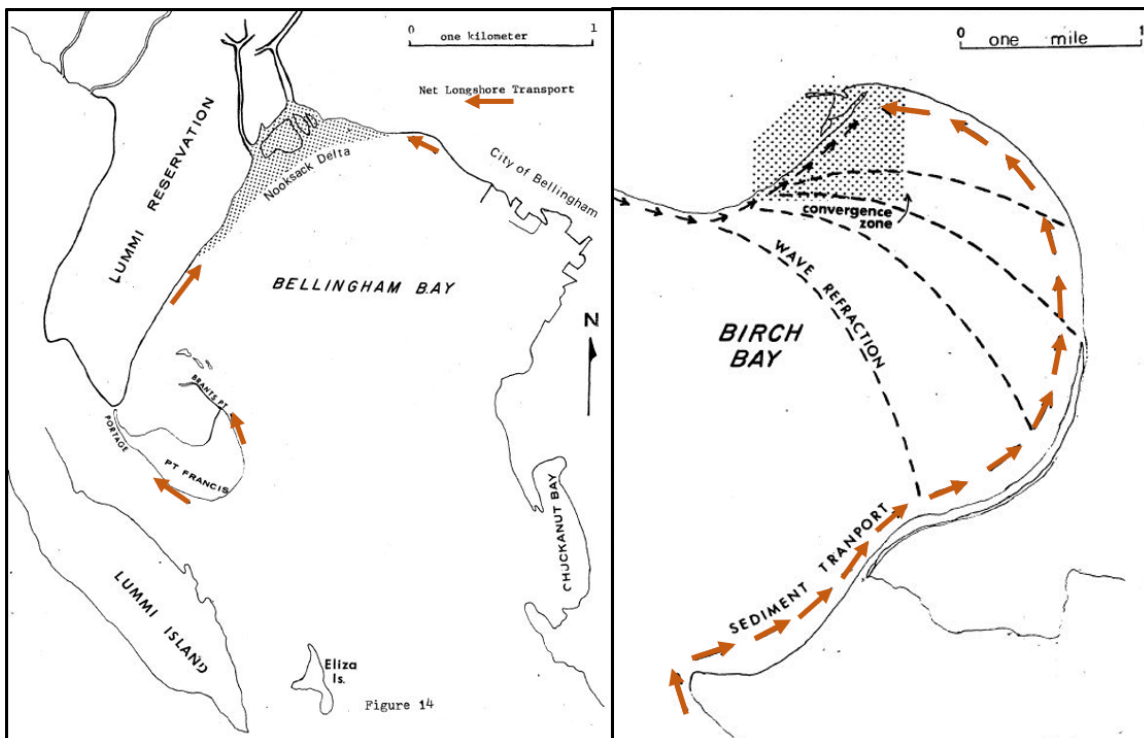 0 1
one kilometer
Net Longshore Transport
LUMMI RESERVATION
Nooksack Delta
City of Bellingham
BELLINGHAM BAY
N
BRANTS PT
PORTAGE
PT FRANCIS
CHUCKANUT BAY
LUMMI ISLAND
Eliza
Is.
Figure 14
0 1
one mile
convergence
zone
WAVE REFRACTION
BIRCH
BAY
SEDIMENT TRANPORT